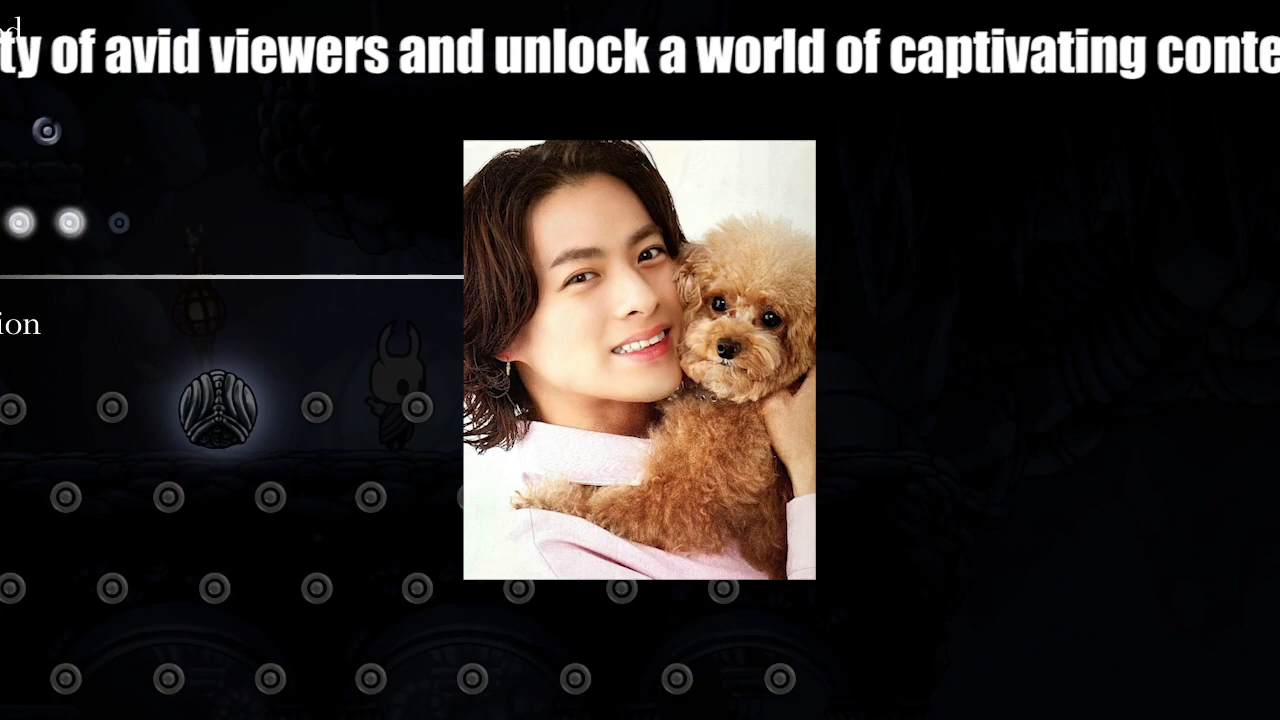 ty of avid viewers and unlock a world of captivating conte
ion